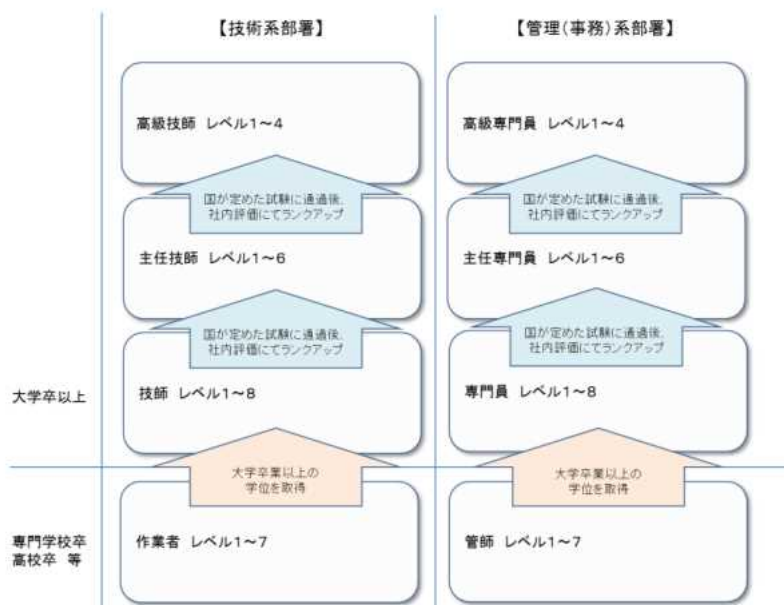 【技術系部署】
【管理(事務)系部署】
高級技師 レベル1～4
高級専門員 レベル1～4
国が定めた試験に通過後、
社内評価にてランクアップ
国が定めた試験に通過後、
社内評価にてランクアップ
主任技師 レベル1～6
主任専門員 レベル1～6
国が定めた試験に通過後、
社内評価にてランクアップ
国が定めた試験に通過後、
社内評価にてランクアップ
大学卒以上
技師 レベル1～8
専門員 レベル1～8
大学卒業以上の
学位を取得
大学卒業以上の
学位を取得
専門学校卒
高校卒 等
作業者 レベル1～7
管師 レベル1～7